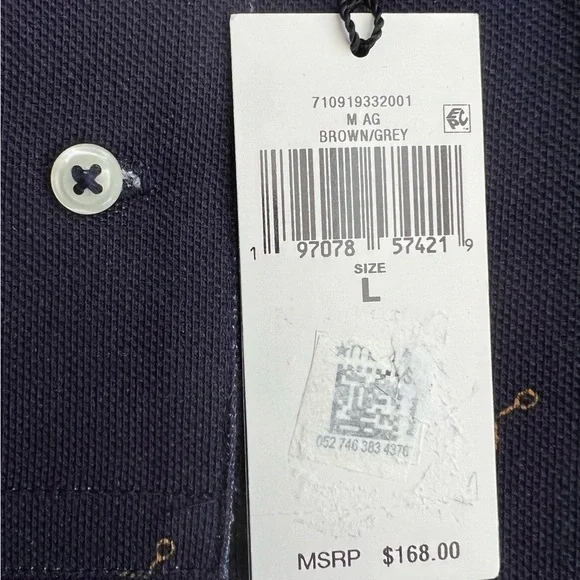 710919332001
M AG
BROWN/GREY
1 97078 57421 9
SIZE
L
052 746 383 4376
MSRP $168.00